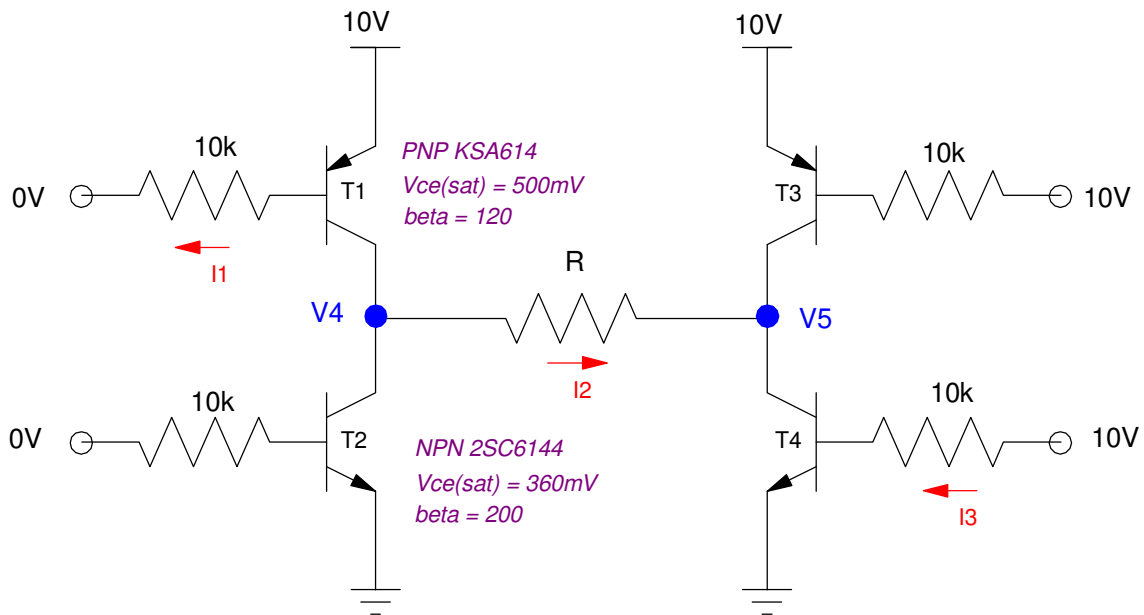 10V
10V
10k
PNP KSA614
10k
0V
T1
Vce(sat) = 500mV
T3
10V
beta = 120
I1
R
V4
V5
I2
10k
10k
0V
T2
NPN 2SC6144
T4
10V
Vce(sat) = 360mV
I3
beta = 200